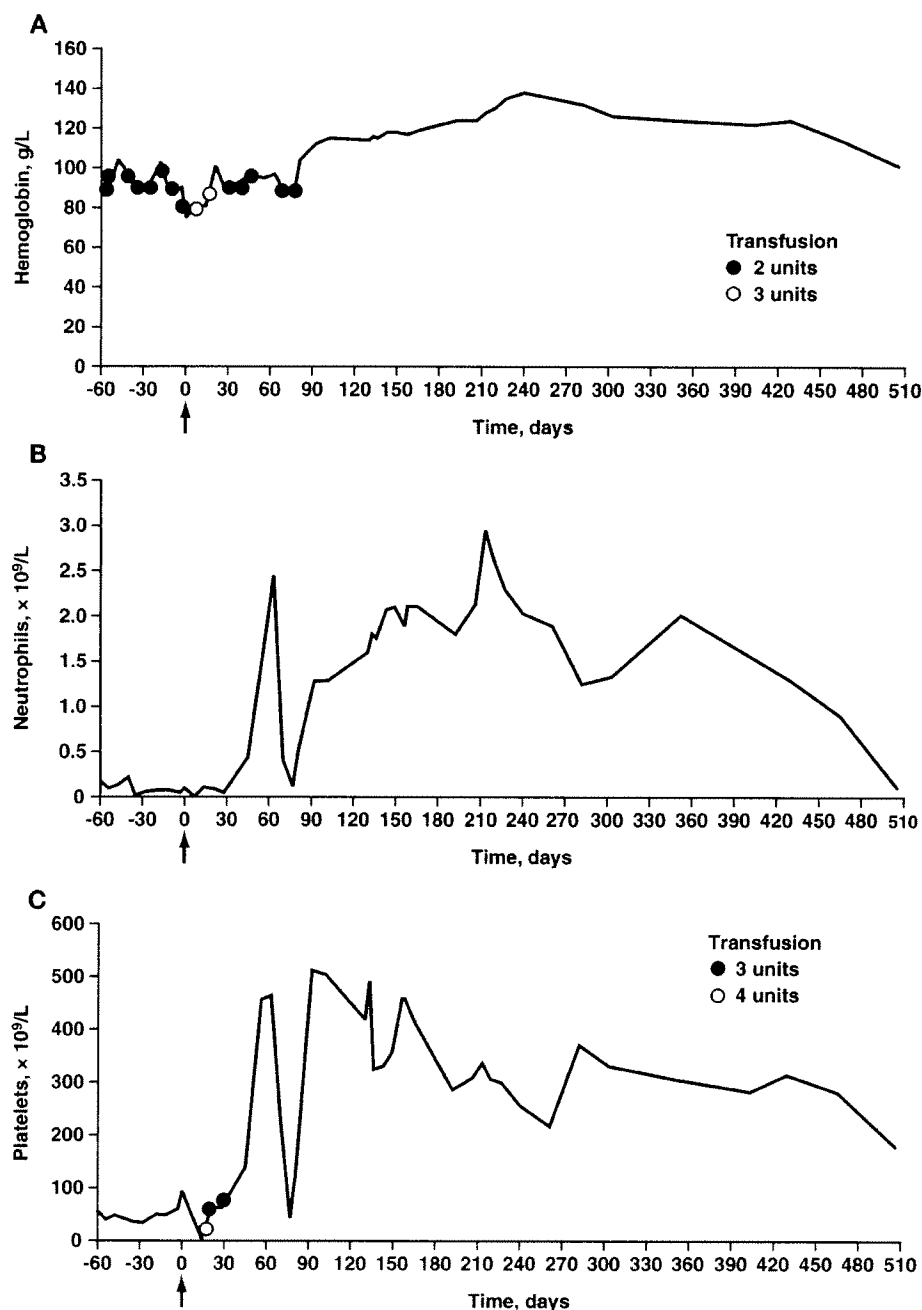 A
160
140
120
100
80
60
40
20
0
Hemoglobin, g/L
Transfusion
● 2 units
○ 3 units
-60 -30 0 30 60 90 120 150 180 210 240 270 300 330 360 390 420 450 480 510
Time, days
B
3.5
3.0
2.5
2.0
1.5
1.0
0.5
0
Neutrophils, × 10⁹/L
-60 -30 0 30 60 90 120 150 180 210 240 270 300 330 360 390 420 450 480 510
Time, days
C
600
500
400
300
200
100
0
Platelets, × 10⁹/L
Transfusion
● 3 units
○ 4 units
-60 -30 0 30 60 90 120 150 180 210 240 270 300 330 360 390 420 450 480 510
Time, days